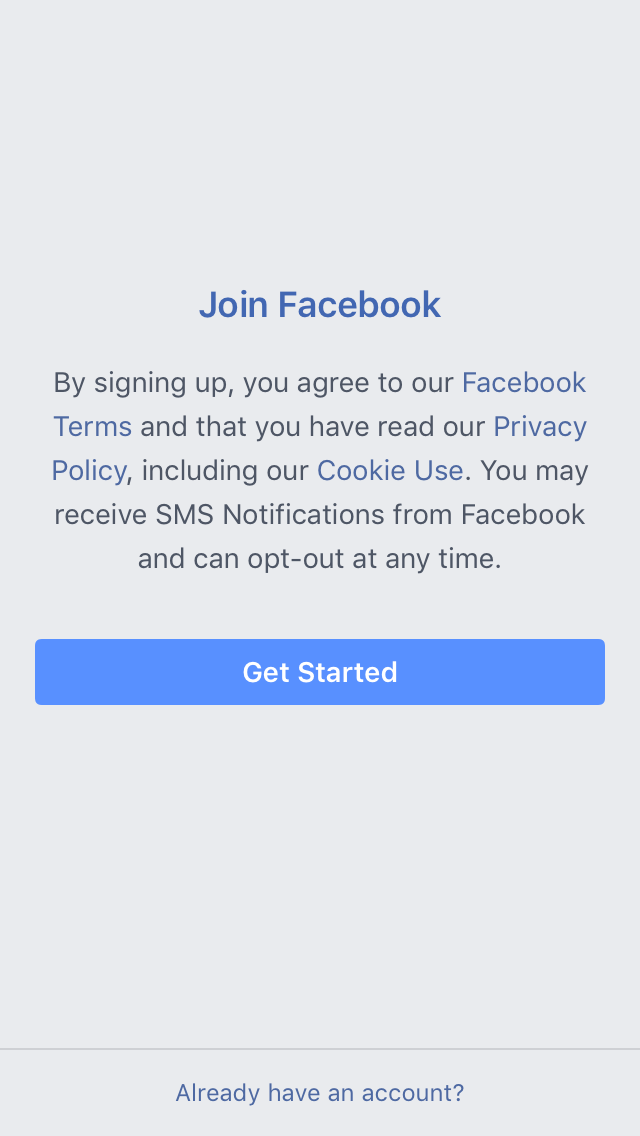 Join Facebook
By signing up, you agree to our Facebook
Terms and that you have read our Privacy
Policy, including our Cookie Use. You may
receive SMS Notifications from Facebook
and can opt-out at any time.
Get Started
Already have an account?